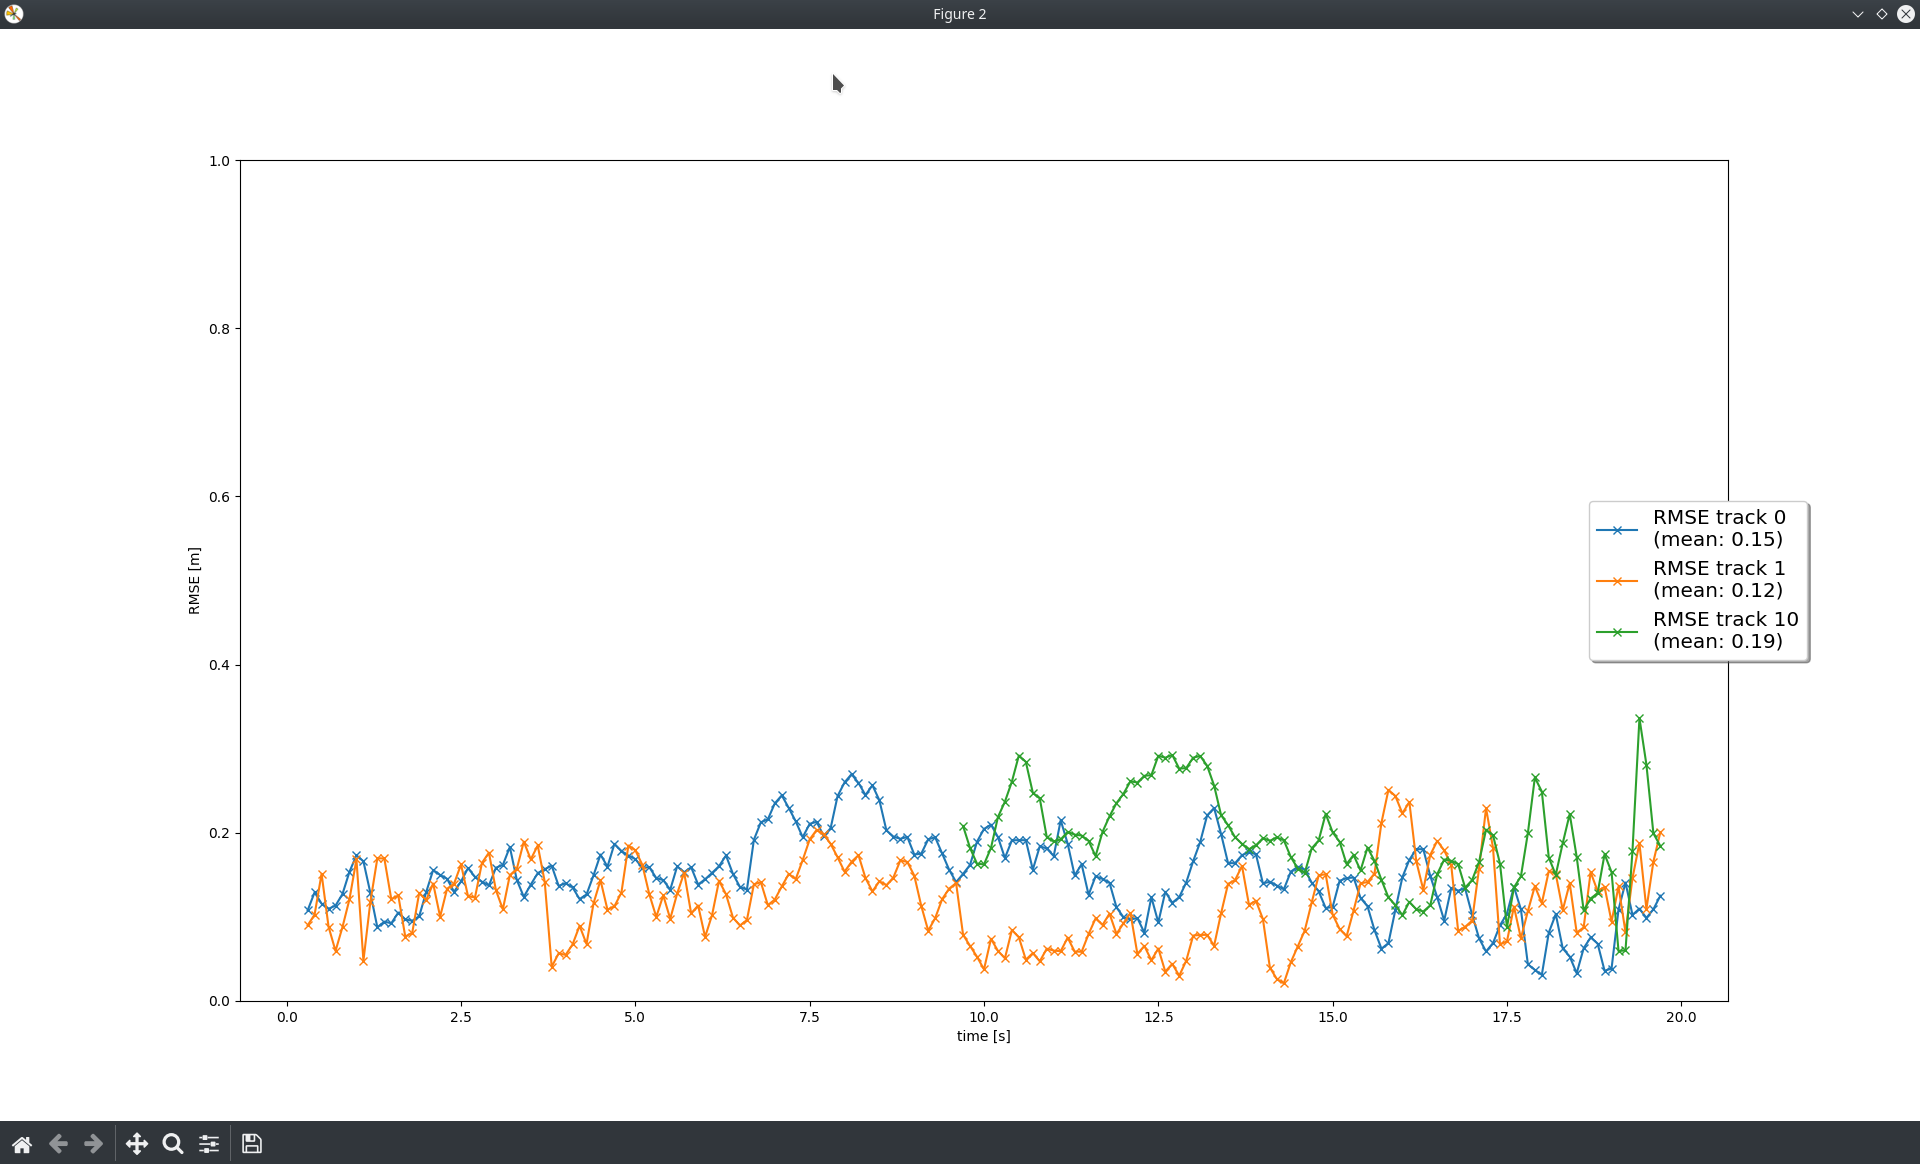 Figure 2
1.0
0.8
0.6
0.4
0.2
0.0
RMSE [m]
0.0 2.5 5.0 7.5 10.0 12.5 15.0 17.5 20.0
time [s]
RMSE track 0
(mean: 0.15)
RMSE track 1
(mean: 0.12)
RMSE track 10
(mean: 0.19)